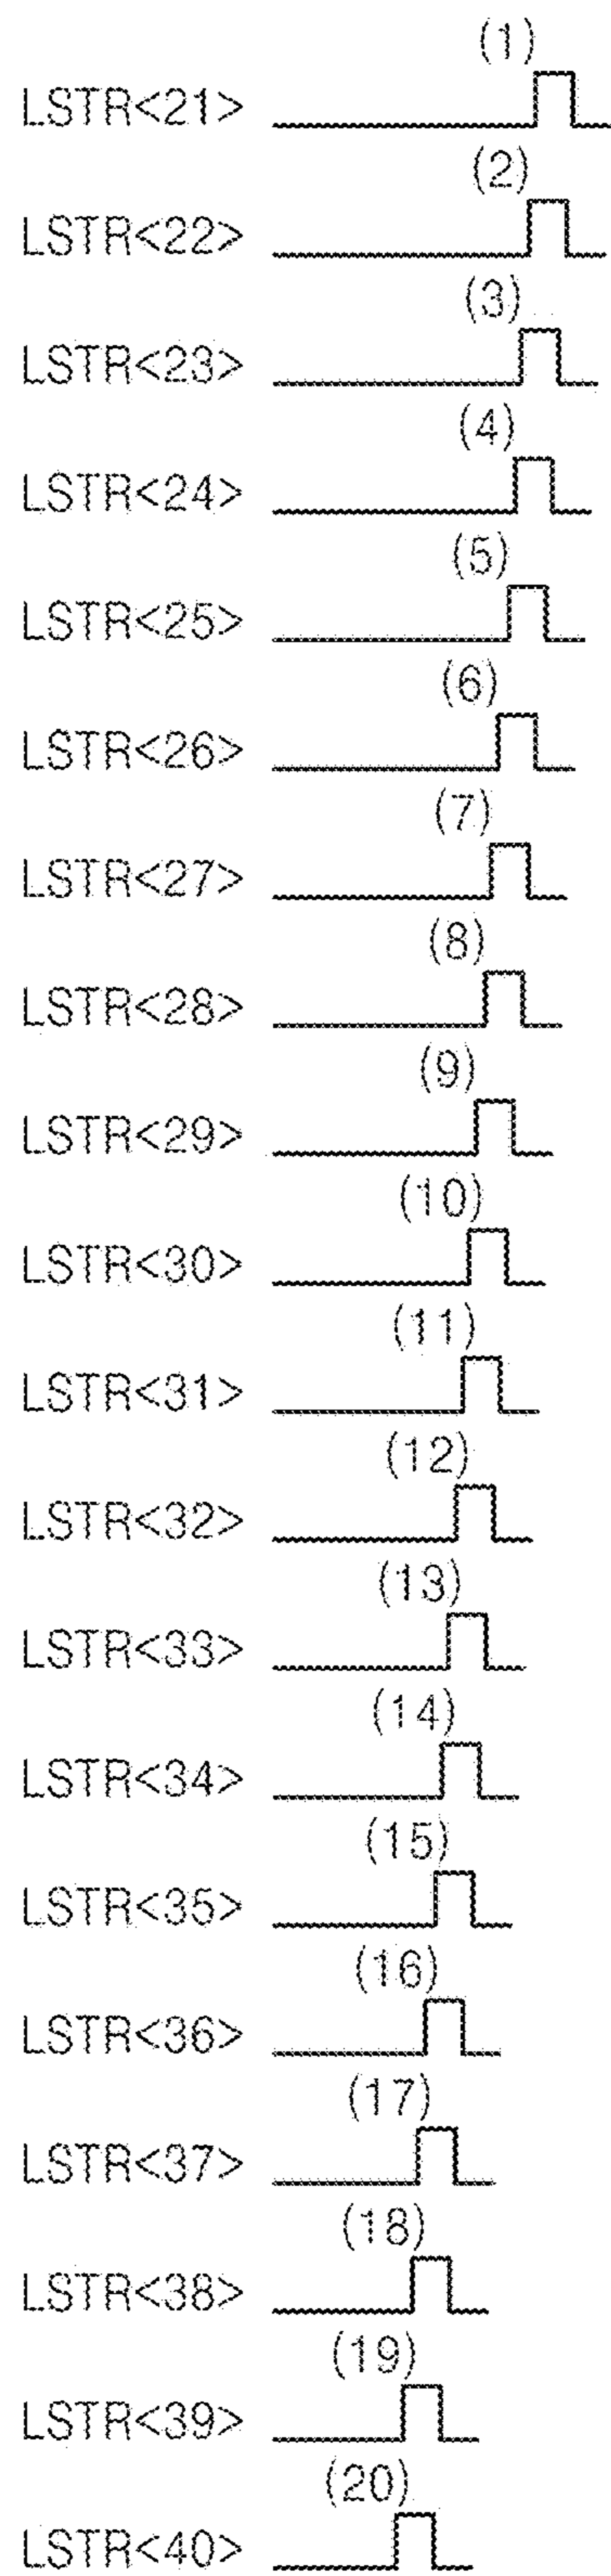 (1)
LSTR<21>
(2)
LSTR<22>
(3)
LSTR<23>
(4)
LSTR<24>
(5)
LSTR<25>
(6)
LSTR<26>
(7)
LSTR<27>
(8)
LSTR<28>
(9)
LSTR<29>
(10)
LSTR<30>
(11)
LSTR<31>
(12)
LSTR<32>
(13)
LSTR<33>
(14)
LSTR<34>
(15)
LSTR<35>
(16)
LSTR<36>
(17)
LSTR<37>
(18)
LSTR<38>
(19)
LSTR<39>
(20)
LSTR<40>